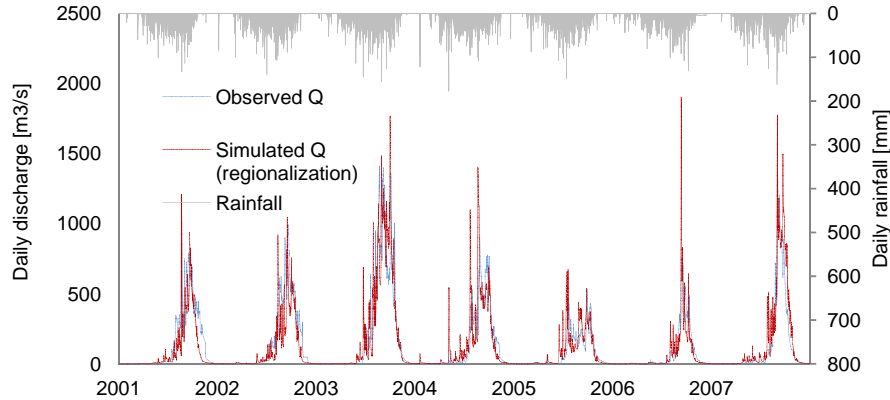 2500
2000
1500
1000
500
0
Daily discharge [m3/s]
Observed Q
Simulated Q
(regionalization)
Rainfall
0
100
200
300
400
500
600
700
800
Daily rainfall [mm]
2001 2002 2003 2004 2005 2006 2007